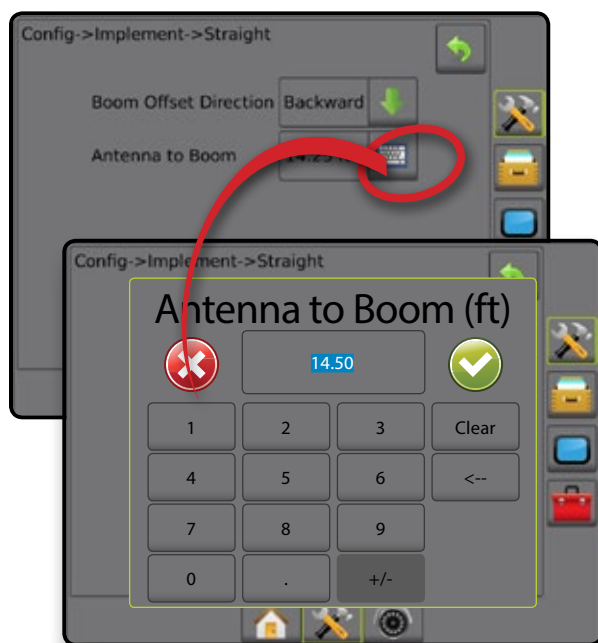 Config->Implement->Straight
Boom Offset Direction Backward
Antenna to Boom
Config->Implement->Straight
Antenna to Boom (ft)
14.50
1 2 3 Clear
4 5 6 <--
7 8 9
0 . +/-